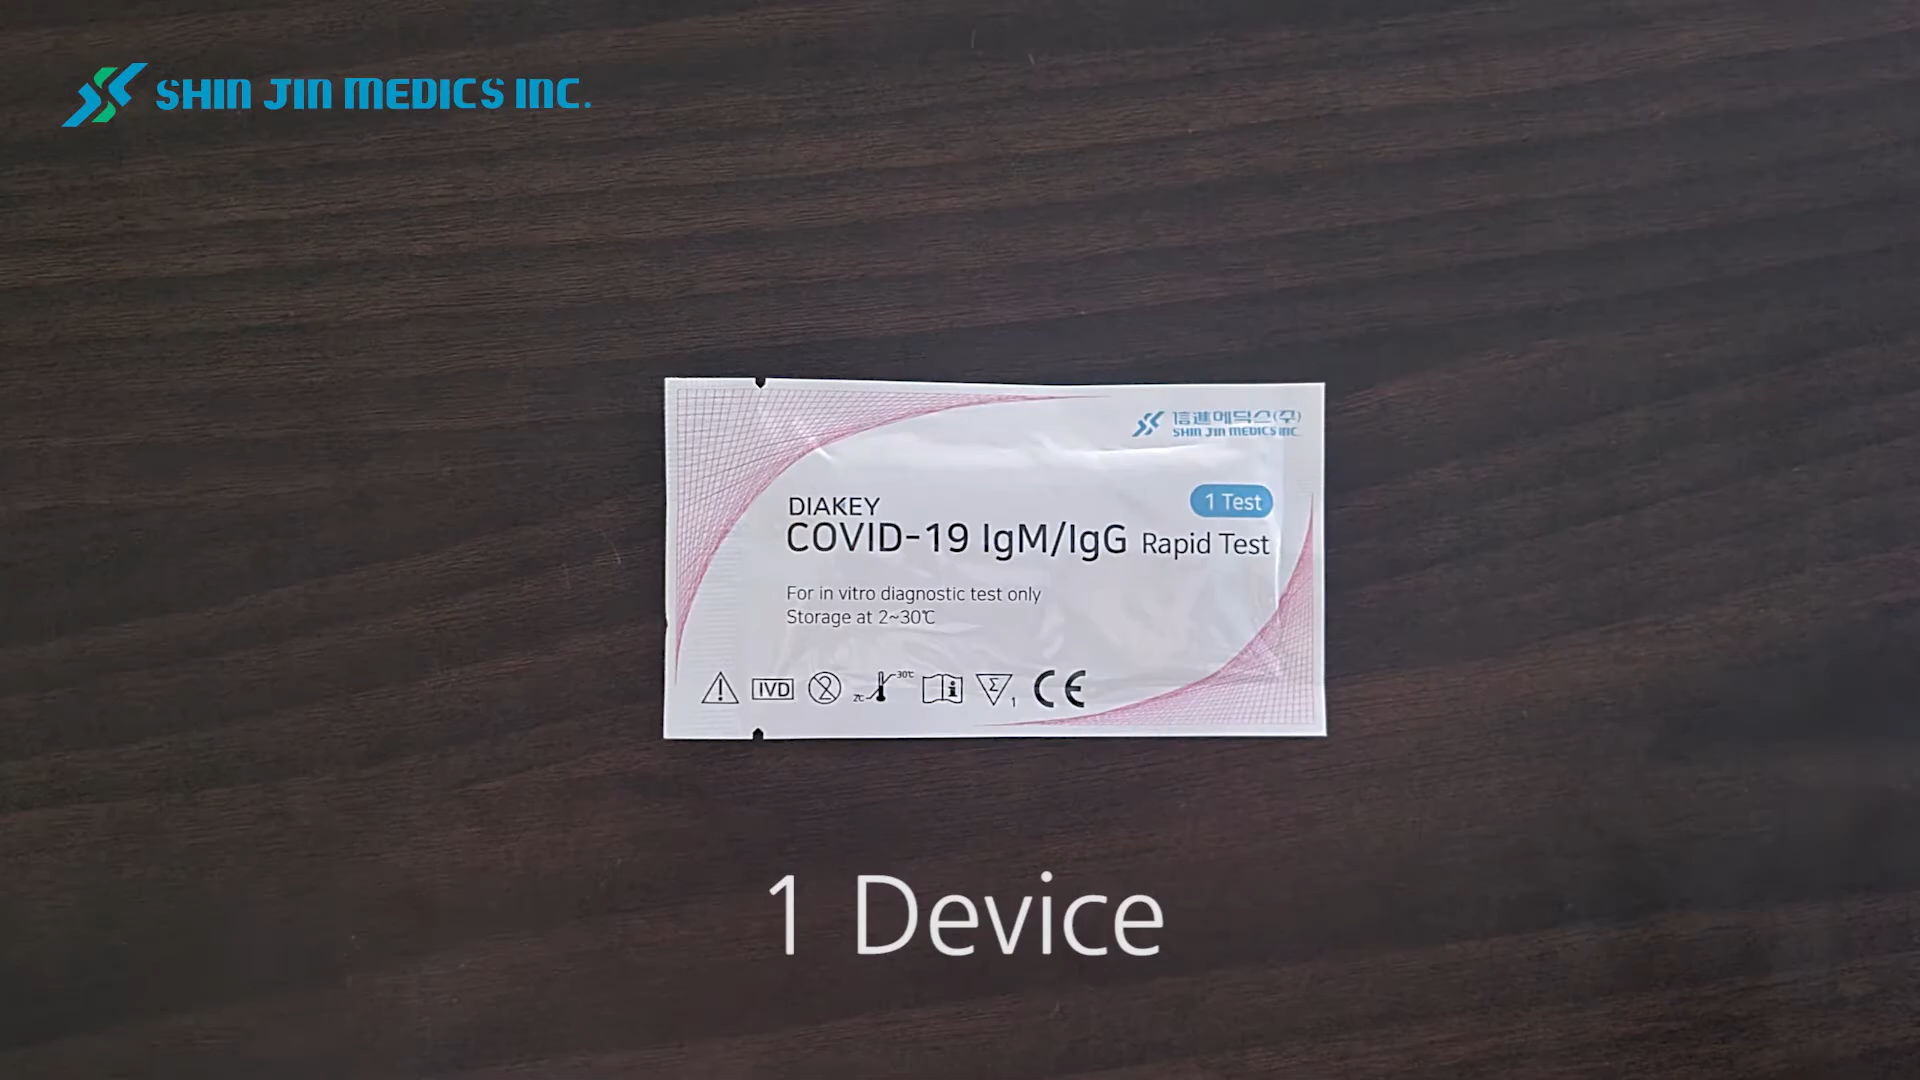 SHIN JIN MEDICS INC.
信進메딕스(주)
SHIN JIN MEDICS INC.
1 Test
DIAKEY
COVID-19 IgM/IgG Rapid Test
For in vitro diagnostic test only
Storage at 2~30℃
IVD
2
2℃
30℃
i
Σ
1
CE
1 Device